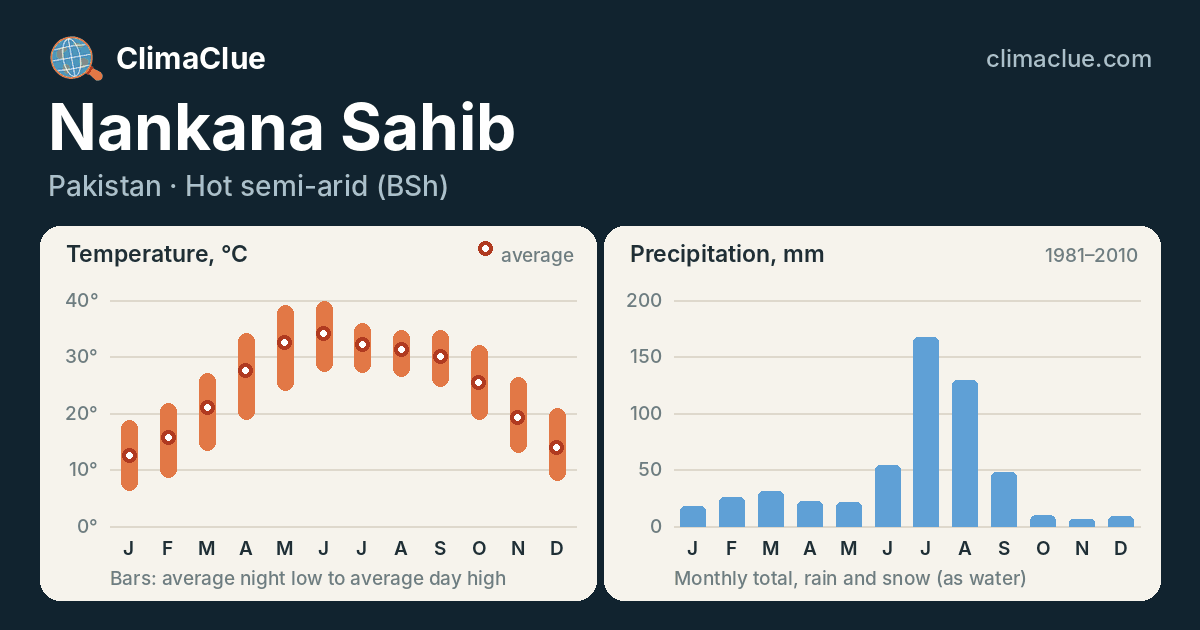 ClimaClue
climaclue.com
Nankana Sahib
Pakistan · Hot semi-arid (BSh)
Temperature, °C
average
40°
30°
20°
10°
0°
J F M A M J J A S O N D
Bars: average night low to average day high
Precipitation, mm
1981–2010
200
150
100
50
0
J F M A M J J A S O N D
Monthly total, rain and snow (as water)